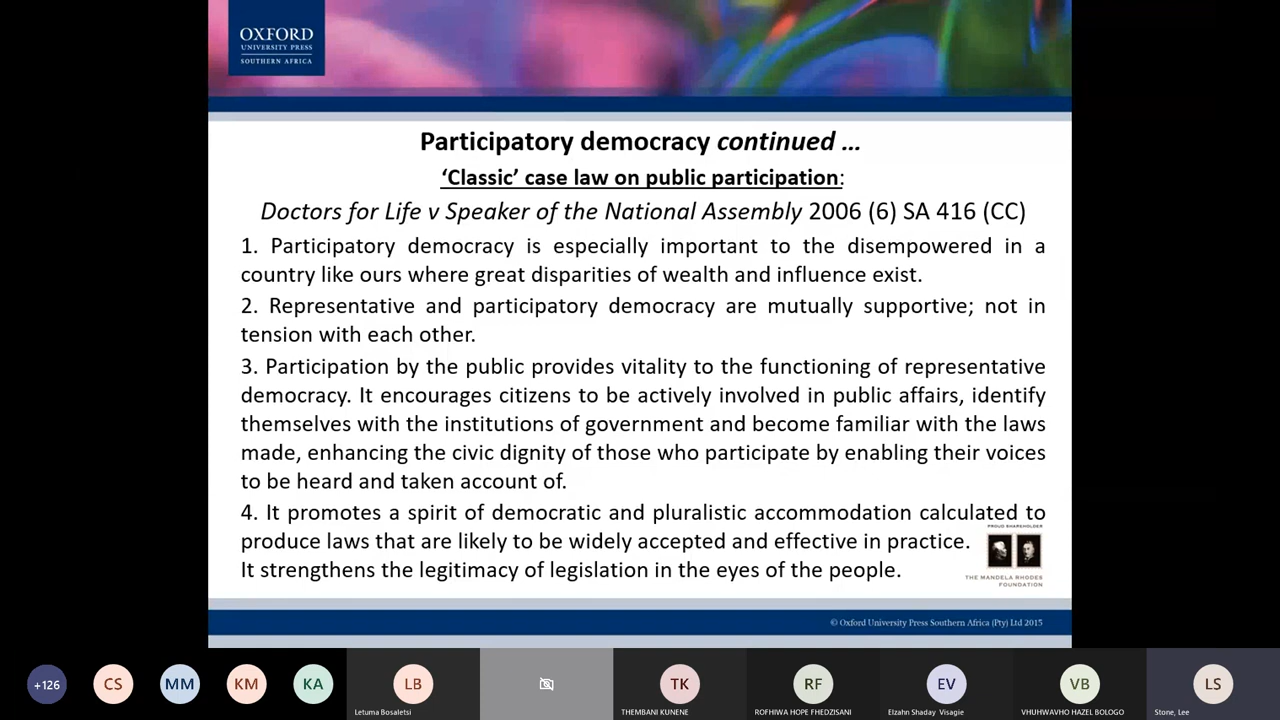 OXFORD
UNIVERSITY PRESS
SOUTHERN AFRICA
Participatory democracy continued …
‘Classic’ case law on public participation:
Doctors for Life v Speaker of the National Assembly 2006 (6) SA 416 (CC)
1. Participatory democracy is especially important to the disempowered in a
country like ours where great disparities of wealth and influence exist.
2. Representative and participatory democracy are mutually supportive; not in
tension with each other.
3. Participation by the public provides vitality to the functioning of representative
democracy. It encourages citizens to be actively involved in public affairs, identify
themselves with the institutions of government and become familiar with the laws
made, enhancing the civic dignity of those who participate by enabling their voices
to be heard and taken account of.
4. It promotes a spirit of democratic and pluralistic accommodation calculated to
produce laws that are likely to be widely accepted and effective in practice.
It strengthens the legitimacy of legislation in the eyes of the people.
PROUD SHAREHOLDER
THE MANDELA RHODES
FOUNDATION
© Oxford University Press Southern Africa (Pty) Ltd 2015
+126 CS MM KM KA LB TK RF EV VB LS
Letuma Bosaletsi THEMBANI KUNENE ROFHIWA HOPE FHEDZISANI Elzahn Shaday Visagie VHUHWAVHO HAZEL BOLOGO Stone, Lee